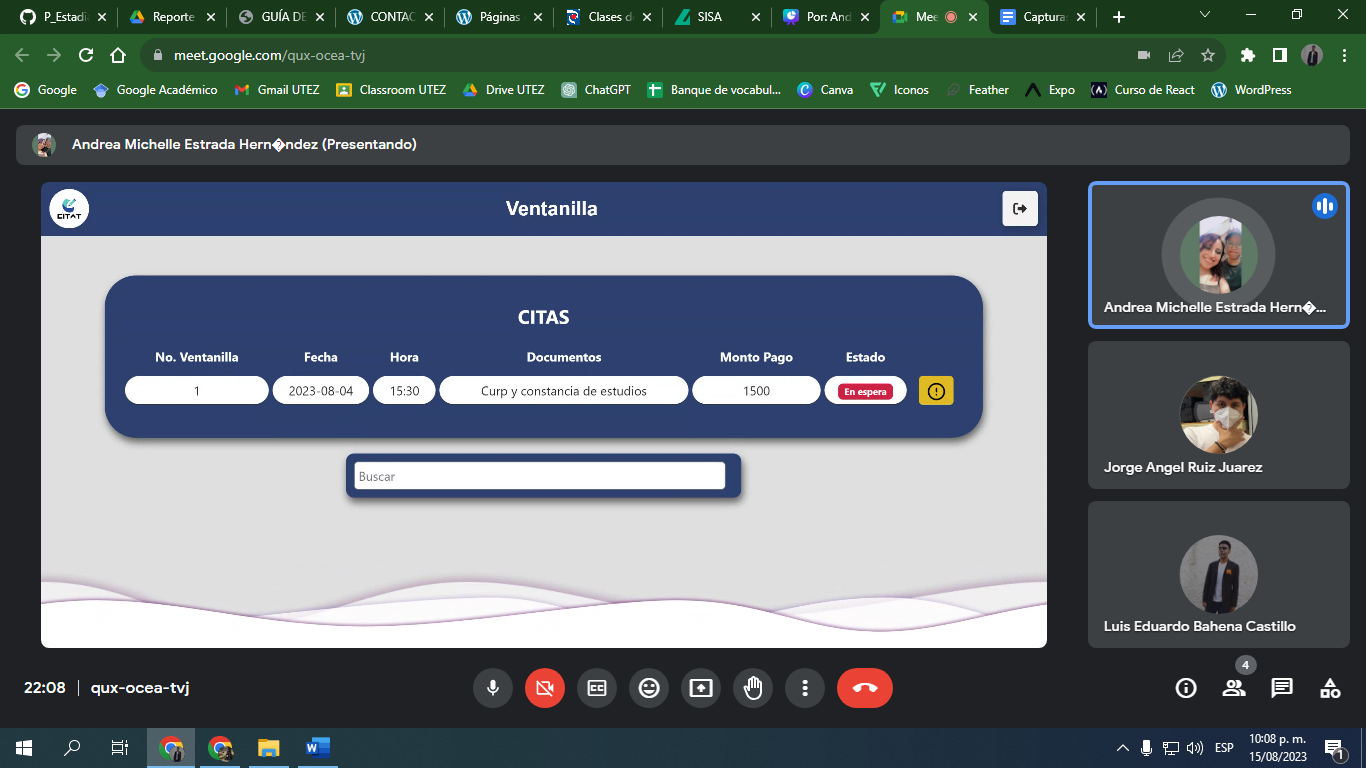 P_Estadí
Reporte
GUÍA DE
CONTAC
Páginas
Clases d
SISA
Por: And
Mee
Capturas
meet.google.com/qux-ocea-tvj
Google
Google Académico
Gmail UTEZ
Classroom UTEZ
Drive UTEZ
ChatGPT
Banque de vocabul...
Canva
Iconos
Feather
Expo
Curso de React
WordPress
Andrea Michelle Estrada Hern�ndez (Presentando)
CITAT
Ventanilla
CITAS
No. Ventanilla Fecha Hora Documentos Monto Pago Estado
1 2023-08-04 15:30 Curp y constancia de estudios 1500 En espera
Buscar
Andrea Michelle Estrada Hern�...
Jorge Angel Ruiz Juarez
Luis Eduardo Bahena Castillo
22:08 | qux-ocea-tvj
4
ESP
10:08 p. m.
15/08/2023
1